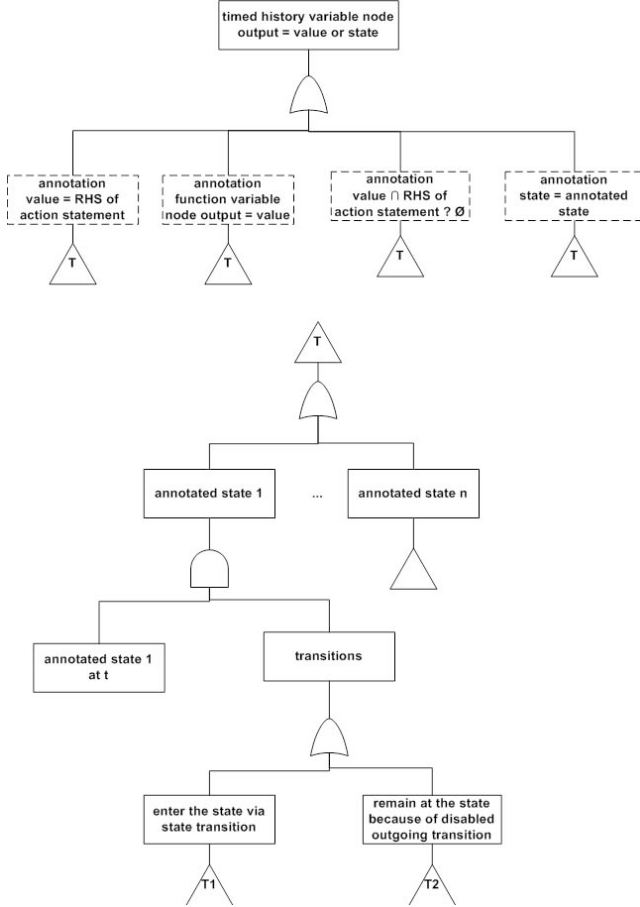 timed history variable node
output = value or state
annotation
value = RHS of
action statement
annotation
function variable
node output = value
annotation
value ∩ RHS of
action statement ? Ø
annotation
state = annotated
state
T
T
T
T
T
annotated state 1
...
annotated state n
annotated state 1
at t
transitions
enter the state via
state transition
remain at the state
because of disabled
outgoing transition
T1
T2